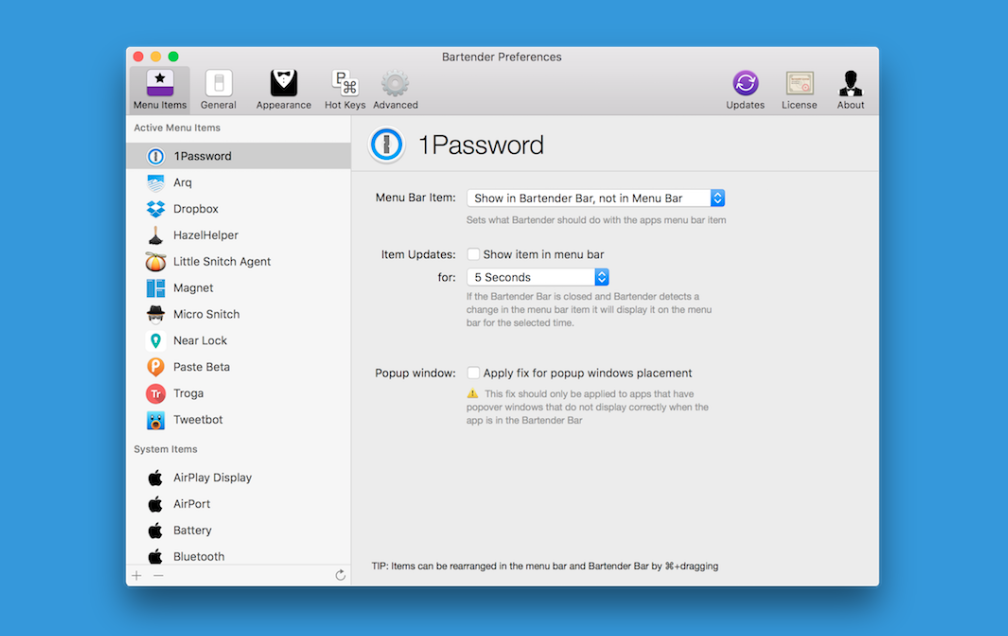 Bartender Preferences
Menu Items
General
Appearance
P
⌘
Hot Keys
Advanced
Updates
License
About
Active Menu Items
1Password
Arq
Dropbox
HazelHelper
Little Snitch Agent
Magnet
Micro Snitch
Near Lock
P
Paste Beta
Tr
Troga
Tweetbot
System Items
AirPlay Display
AirPort
Battery
Bluetooth
1Password
Menu Bar Item: Show in Bartender Bar, not in Menu Bar
Sets what Bartender should do with the apps menu bar item
Item Updates: Show item in menu bar
for: 5 Seconds
If the Bartender Bar is closed and Bartender detects a
change in the menu bar item it will display it on the menu
bar for the selected time.
Popup window: Apply fix for popup windows placement
This fix should only be applied to apps that have
popover windows that do not display correctly when the
app is in the Bartender Bar
TIP: Items can be rearranged in the menu bar and Bartender Bar by ⌘+dragging